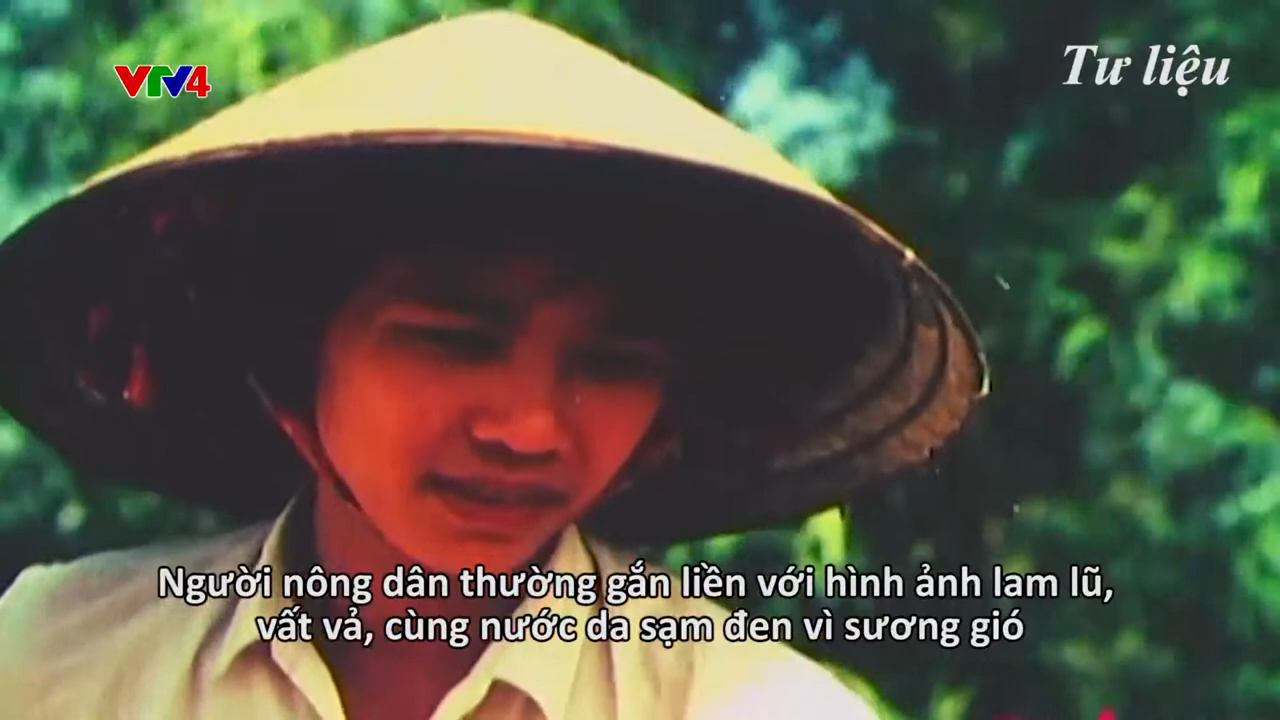 VTV4
Tư liệu
Người nông dân thường gắn liền với hình ảnh lam lũ,
vất vả, cùng nước da sạm đen vì sương gió